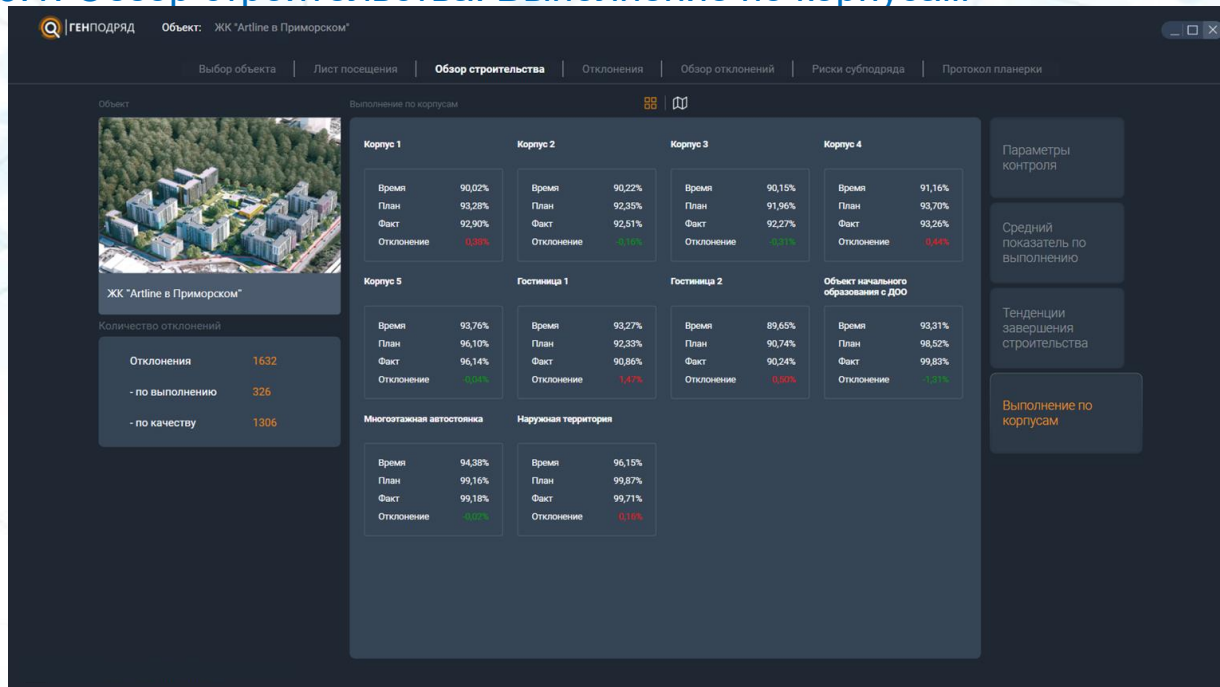 Обзор строительства. Выполнение по корпусам
ГЕНПОДРЯД Объект: ЖК "Artline в Приморском"
Выбор объекта | Лист посещения | Обзор строительства | Отклонения | Обзор отклонений | Риски субподряда | Протокол планерки
Объект
ЖК "Artline в Приморском"
Количество отклонений
Отклонения 1632
- по выполнению 326
- по качеству 1306
Выполнение по корпусам
Корпус 1
Время 90,02%
План 93,28%
Факт 92,90%
Отклонение 0,38%
Корпус 2
Время 90,22%
План 92,35%
Факт 92,51%
Отклонение -0,16%
Корпус 3
Время 90,15%
План 91,96%
Факт 92,27%
Отклонение -0,31%
Корпус 4
Время 91,16%
План 93,70%
Факт 93,26%
Отклонение 0,44%
Корпус 5
Время 93,76%
План 96,10%
Факт 96,14%
Отклонение -0,04%
Гостиница 1
Время 93,27%
План 92,33%
Факт 90,86%
Отклонение 1,47%
Гостиница 2
Время 89,65%
План 90,74%
Факт 90,24%
Отклонение 0,50%
Объект начального
образования с ДОО
Время 93,31%
План 98,52%
Факт 99,83%
Отклонение -1,31%
Многоэтажная автостоянка
Время 94,38%
План 99,16%
Факт 99,18%
Отклонение -0,02%
Наружная территория
Время 96,15%
План 99,87%
Факт 99,71%
Отклонение 0,16%
Параметры
контроля
Средний
показатель по
выполнению
Тенденции
завершения
строительства
Выполнение по
корпусам